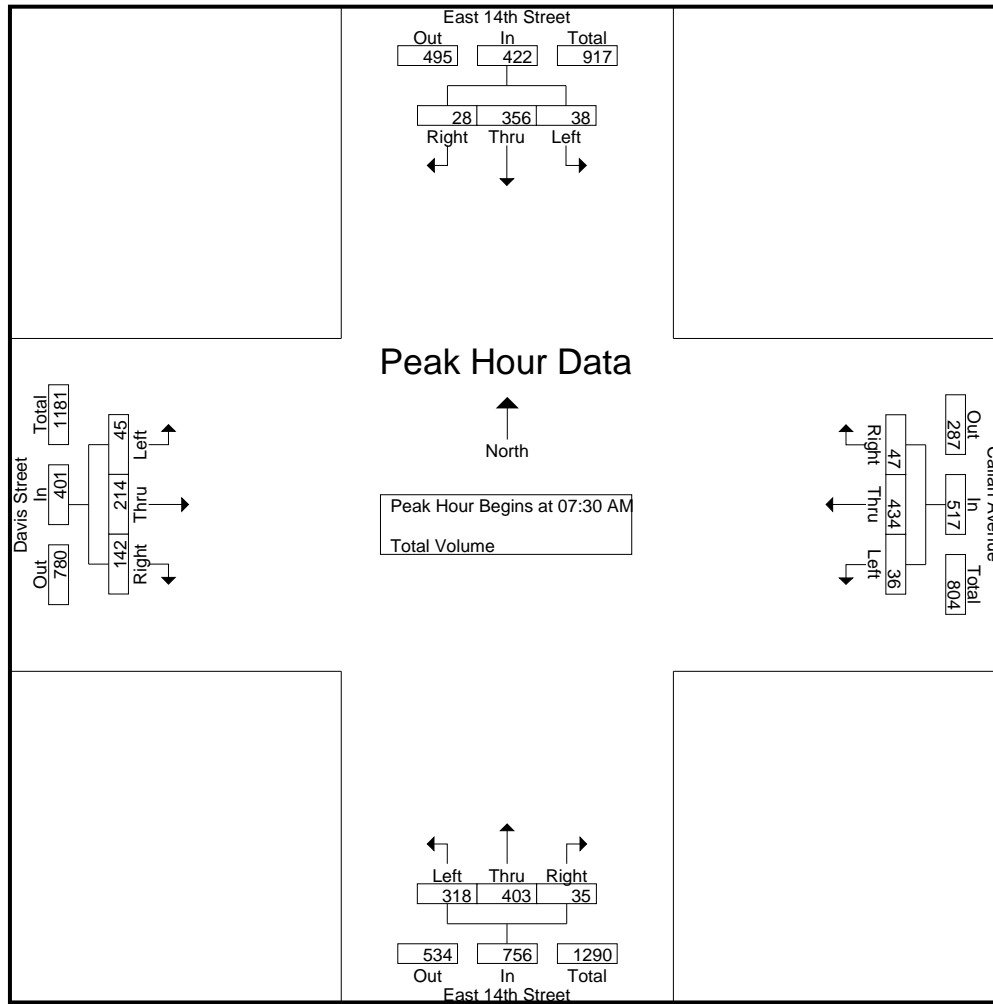 East 14th Street
Out In Total
495 422 917
28 356 38
Right Thru Left
Peak Hour Data
North
Peak Hour Begins at 07:30 AM
Total Volume
Davis Street
Out In Total
780 401 1181
45 214 142
Left Thru Right
Out In Total
287 517 804
47 434 36
Right Thru Left
Left Thru Right
318 403 35
534 756 1290
Out In Total
East 14th Street